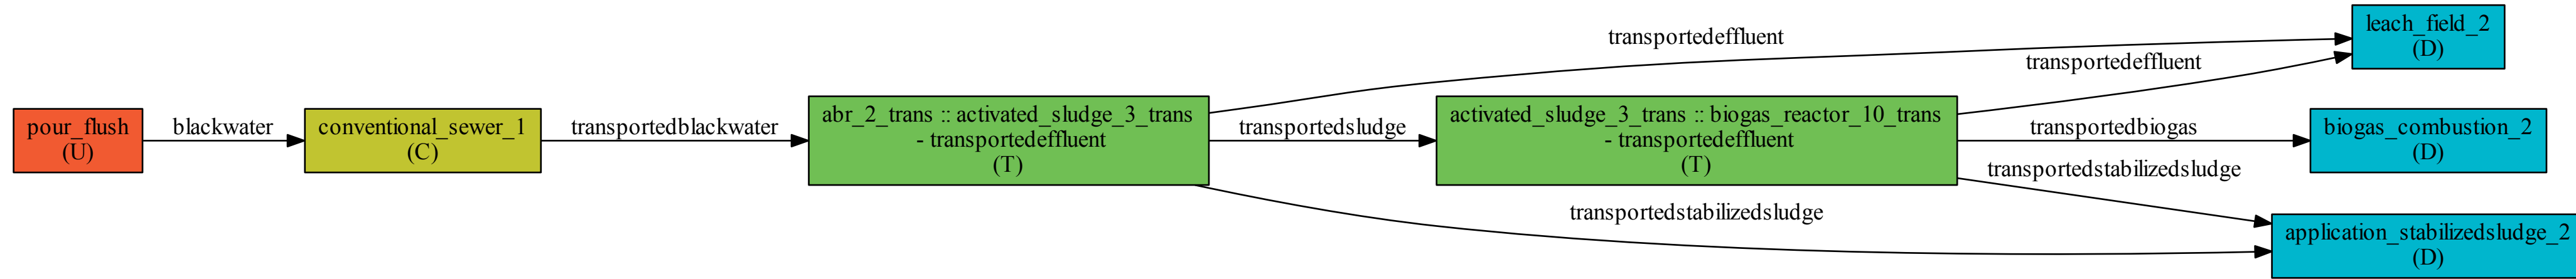 pour_flush
(U)
blackwater
conventional_sewer_1
(C)
transportedblackwater
abr_2_trans :: activated_sludge_3_trans
- transportedeffluent
(T)
transportedeffluent
transportedsludge
transportedstabilizedsludge
activated_sludge_3_trans :: biogas_reactor_10_trans
- transportedeffluent
(T)
transportedeffluent
transportedbiogas
transportedstabilizedsludge
leach_field_2
(D)
biogas_combustion_2
(D)
application_stabilizedsludge_2
(D)